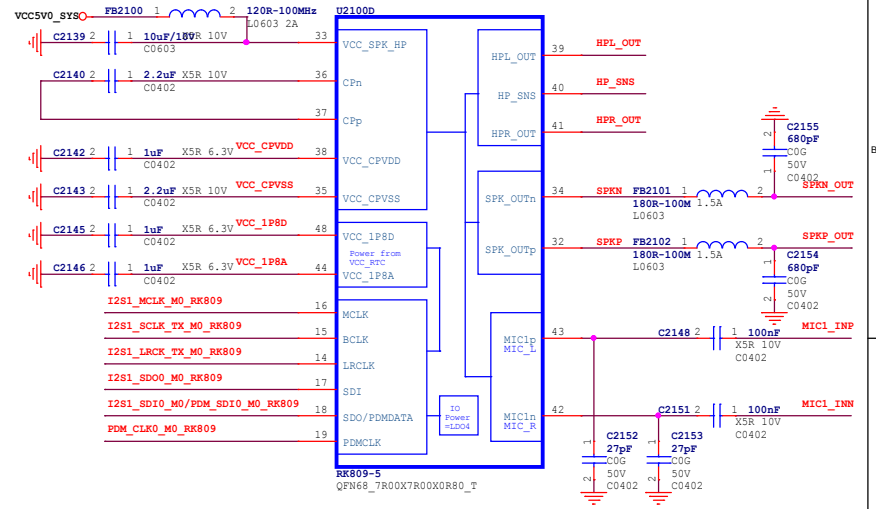 VCC5V0_SYS FB2100 1 2 120R-100MHz
L0603 2A
U2100D
C2139 2 1 10uF/10V X5R 10V
C0603
33 VCC_SPK_HP
C2140 2 1 2.2uF X5R 10V
C0402
36 CPn
37 CPp
C2142 2 1 1uF X5R 6.3V VCC_CPVDD
C0402
38 VCC_CPVDD
C2143 2 1 2.2uF X5R 10V VCC_CPVSS
C0402
35 VCC_CPVSS
C2145 2 1 1uF X5R 6.3V VCC_1P8D
C0402
48 VCC_1P8D
Power from
VCC_RTC
C2146 2 1 1uF X5R 6.3V VCC_1P8A
C0402
44 VCC_1P8A
I2S1_MCLK_M0_RK809 16 MCLK
I2S1_SCLK_TX_M0_RK809 15 BCLK
I2S1_LRCK_TX_M0_RK809 14 LRCLK
I2S1_SDO0_M0_RK809 17 SDI
I2S1_SDI0_M0/PDM_SDI0_M0_RK809 18 SDO/PDMDATA
PDM_CLK0_M0_RK809 19 PDMCLK
IO
Power
=LDO4
RK809-5
QFN68_7R00X7R00X0R80_T
HPL_OUT 39 HPL_OUT
HP_SNS 40 HP_SNS
HPR_OUT 41 HPR_OUT
C2155
680pF
C0G
50V
C0402
2
1
SPK_OUTn 34 SPKN FB2101 1 2 SPKN_OUT
180R-100M 1.5A
L0603
SPK_OUTp 32 SPKP FB2102 1 2 SPKP_OUT
180R-100M 1.5A
L0603
C2154
680pF
C0G
50V
C0402
1
2
MIC1p
MIC_L
43 C2148 2 1 100nF MIC1_INP
X5R 10V
C0402
MIC1n
MIC_R
42 C2151 2 1 100nF MIC1_INN
X5R 10V
C0402
C2152
27pF
C0G
50V
C0402
1
2
C2153
27pF
C0G
50V
C0402
1
2
B